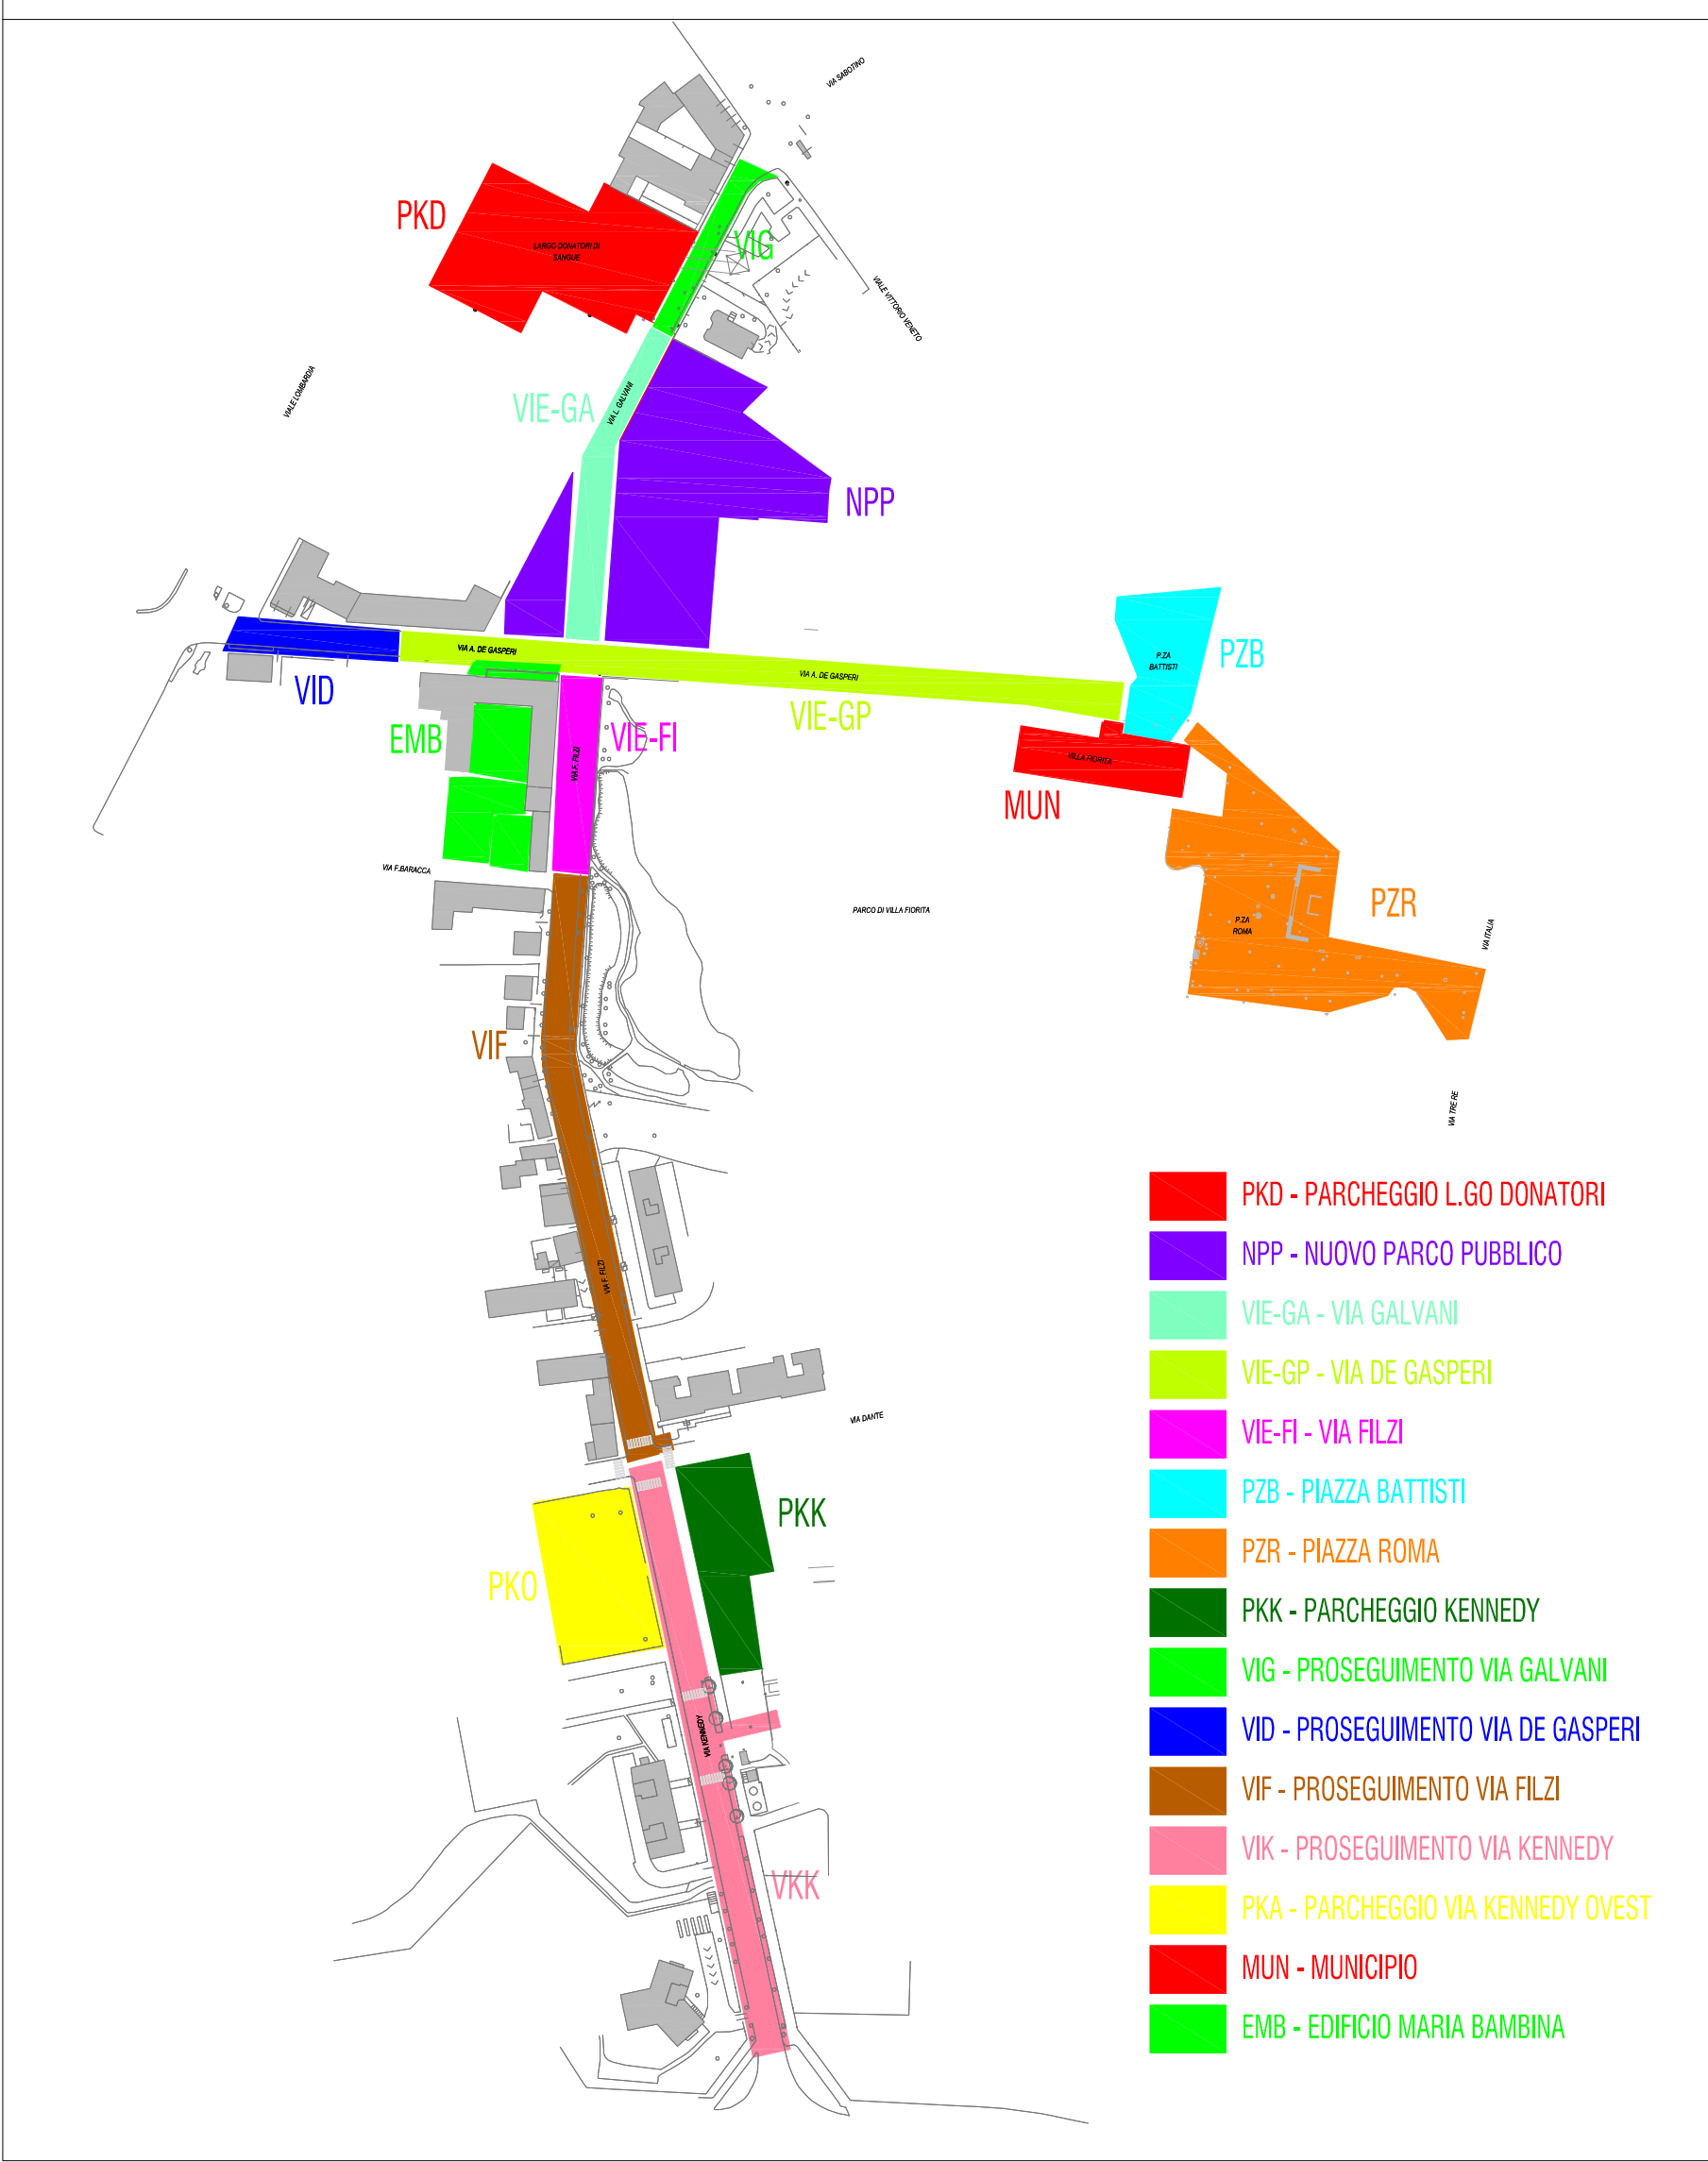 VIA SABOTINO
PKD
LARGO DONATORI DI
SANGUE
VIG
VIALE VITTORIO VENETO
VIALE LOMBARDIA
VIE-GA
VIA L. GALVANI
NPP
VIA A. DE GASPERI
VID
VIA A. DE GASPERI
VIE-GP
P.ZA
BATTISTI
PZB
EMB
VIE-FI
VIA F. FILZI
VILLA FIORITA
MUN
VIA F.BARACCA
PARCO DI VILLA FIORITA
P.ZA
ROMA
PZR
VIA ITALIA
VIF
VIA TRE RE
VIA F. FILZI
VIA DANTE
PKK
PKO
VIA KENNEDY
VKK
PKD - PARCHEGGIO L.GO DONATORI
NPP - NUOVO PARCO PUBBLICO
VIE-GA - VIA GALVANI
VIE-GP - VIA DE GASPERI
VIE-FI - VIA FILZI
PZB - PIAZZA BATTISTI
PZR - PIAZZA ROMA
PKK - PARCHEGGIO KENNEDY
VIG - PROSEGUIMENTO VIA GALVANI
VID - PROSEGUIMENTO VIA DE GASPERI
VIF - PROSEGUIMENTO VIA FILZI
VIK - PROSEGUIMENTO VIA KENNEDY
PKA - PARCHEGGIO VIA KENNEDY OVEST
MUN - MUNICIPIO
EMB - EDIFICIO MARIA BAMBINA